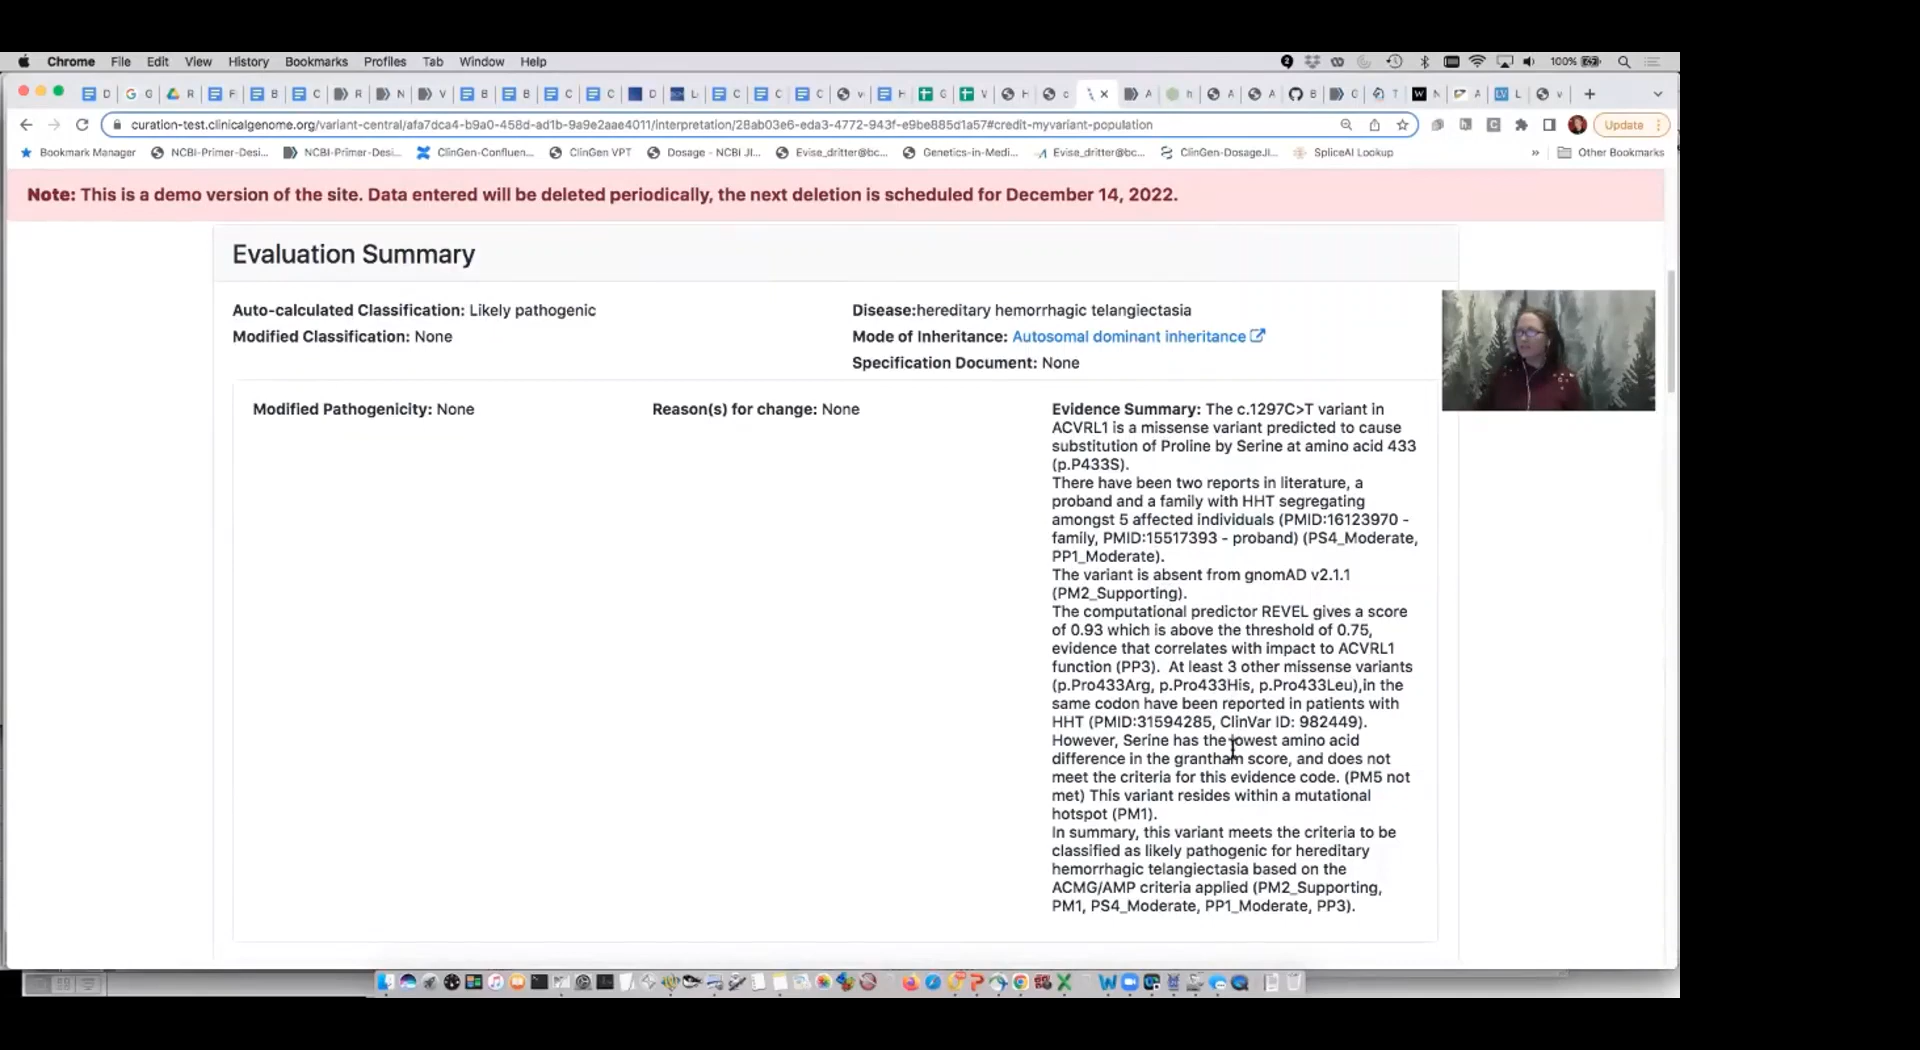 Chrome File Edit View History Bookmarks Profiles Tab Window Help 100%
curation-test.clinicalgenome.org/variant-central/afa7dca4-b9a0-458d-ad1b-9a9e2aae4011/interpretation/28ab03e6-eda3-4772-943f-e9be885d1a57#credit-myvariant-population Update
Bookmark Manager NCBI-Primer-Desi... NCBI-Primer-Desi... ClinGen-Confluen... ClinGen VPT Dosage - NCBI JI... Evise_dritter@bc... Genetics-in-Medi... Evise_dritter@bc... ClinGen-DosageJI... SpliceAI Lookup » Other Bookmarks
Note: This is a demo version of the site. Data entered will be deleted periodically, the next deletion is scheduled for December 14, 2022.
Evaluation Summary
Auto-calculated Classification: Likely pathogenic
Modified Classification: None
Disease:hereditary hemorrhagic telangiectasia
Mode of Inheritance: Autosomal dominant inheritance
Specification Document: None
Modified Pathogenicity: None
Reason(s) for change: None
Evidence Summary: The c.1297C>T variant in
ACVRL1 is a missense variant predicted to cause
substitution of Proline by Serine at amino acid 433
(p.P433S).
There have been two reports in literature, a
proband and a family with HHT segregating
amongst 5 affected individuals (PMID:16123970 -
family, PMID:15517393 - proband) (PS4_Moderate,
PP1_Moderate).
The variant is absent from gnomAD v2.1.1
(PM2_Supporting).
The computational predictor REVEL gives a score
of 0.93 which is above the threshold of 0.75,
evidence that correlates with impact to ACVRL1
function (PP3). At least 3 other missense variants
(p.Pro433Arg, p.Pro433His, p.Pro433Leu),in the
same codon have been reported in patients with
HHT (PMID:31594285, ClinVar ID: 982449).
However, Serine has the lowest amino acid
difference in the grantham score, and does not
meet the criteria for this evidence code. (PM5 not
met) This variant resides within a mutational
hotspot (PM1).
In summary, this variant meets the criteria to be
classified as likely pathogenic for hereditary
hemorrhagic telangiectasia based on the
ACMG/AMP criteria applied (PM2_Supporting,
PM1, PS4_Moderate, PP1_Moderate, PP3).